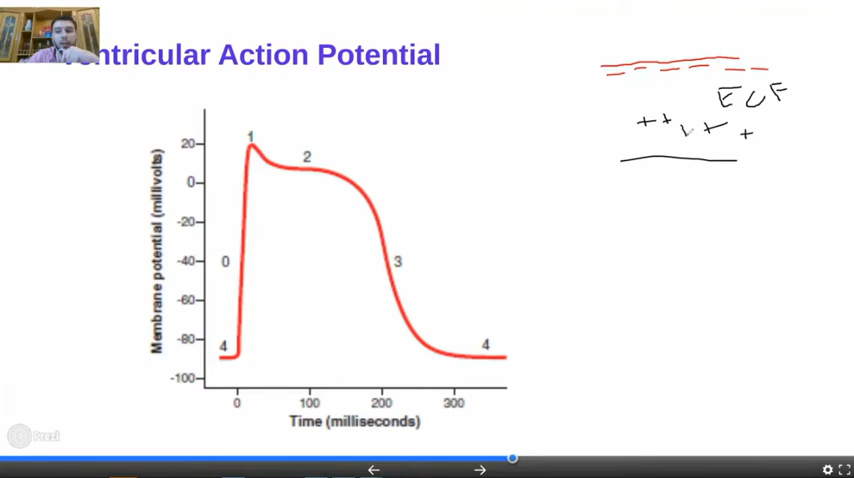 ntricular Action Potential
ECF
+ + + + +
1
2
0
3
4
4
20
0
-20
-40
-60
-80
-100
Membrane potential (millivolts)
0 100 200 300
Time (milliseconds)
Prezi